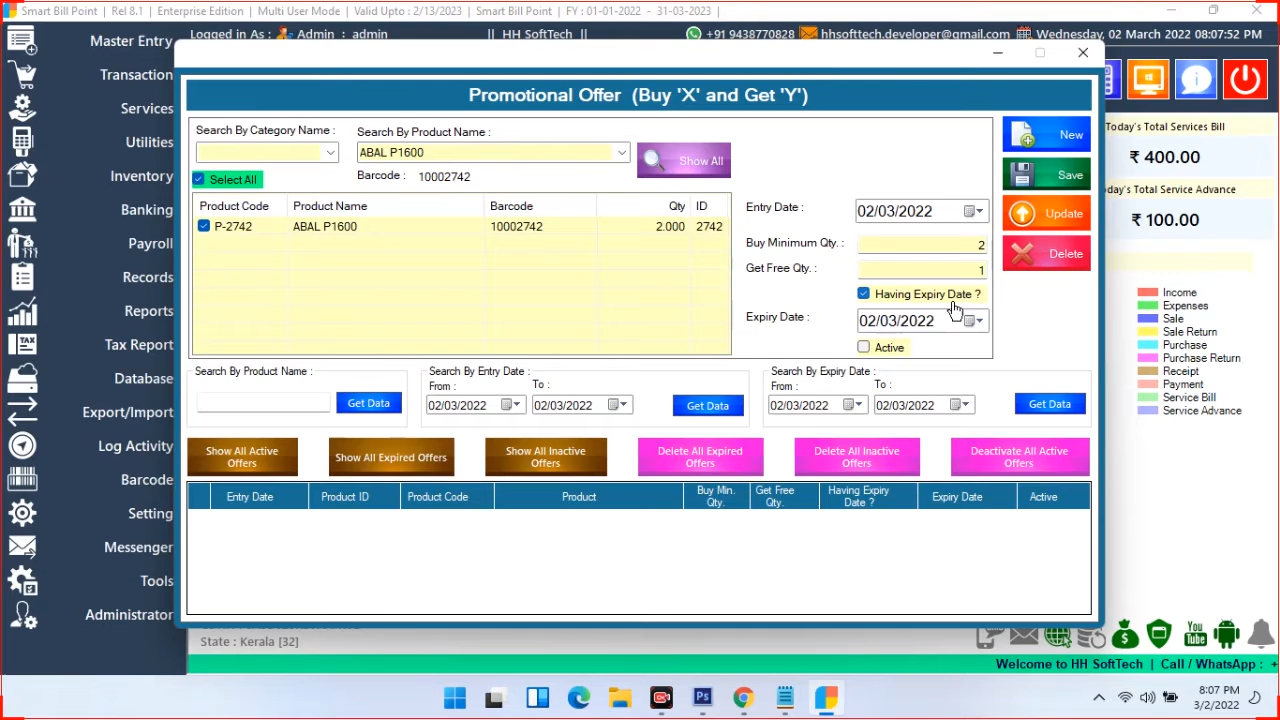 Smart Bill Point | Rel 8.1 | Enterprise Edition | Multi User Mode | Valid Upto : 2/13/2023 | Smart Bill Point | FY : 01-01-2022 - 31-03-2023 |
Logged in As : Admin : admin || HH SoftTech || +91 9438770828 hhsofttech.developer@gmail.com Wednesday, 02 March 2022 08:07:52 PM
Master Entry
Transaction
Services
Utilities
Inventory
Banking
Payroll
Records
Reports
Tax Report
TAX
Database
Export/Import
Log Activity
Barcode
Setting
Messenger
Tools
Administrator
Promotional Offer (Buy 'X' and Get 'Y')
Search By Category Name :
Search By Product Name :
ABAL P1600
Show All
Select All
Barcode : 10002742
Product Code Product Name Barcode Qty ID
P-2742 ABAL P1600 10002742 2.000 2742
Entry Date : 02/03/2022
Buy Minimum Qty. : 2
Get Free Qty. : 1
Having Expiry Date ?
Expiry Date : 02/03/2022
Active
New
Save
Update
Delete
Search By Product Name :
Get Data
Search By Entry Date :
From : To :
02/03/2022 02/03/2022 Get Data
Search By Expiry Date :
From : To :
02/03/2022 02/03/2022 Get Data
Show All Active Offers
Show All Expired Offers
Show All Inactive Offers
Delete All Expired Offers
Delete All Inactive Offers
Deactivate All Active Offers
Entry Date Product ID Product Code Product Buy Min. Qty. Get Free Qty. Having Expiry Date ? Expiry Date Active
Today's Total Services Bill
₹ 400.00
Today's Total Service Advance
₹ 100.00
Income
Expenses
Sale
Sale Return
Purchase
Purchase Return
Receipt
Payment
Service Bill
Service Advance
State : Kerala [32]
You
Tube
Welcome to HH SoftTech | Call / WhatsApp : +
Ps
8:07 PM
3/2/2022